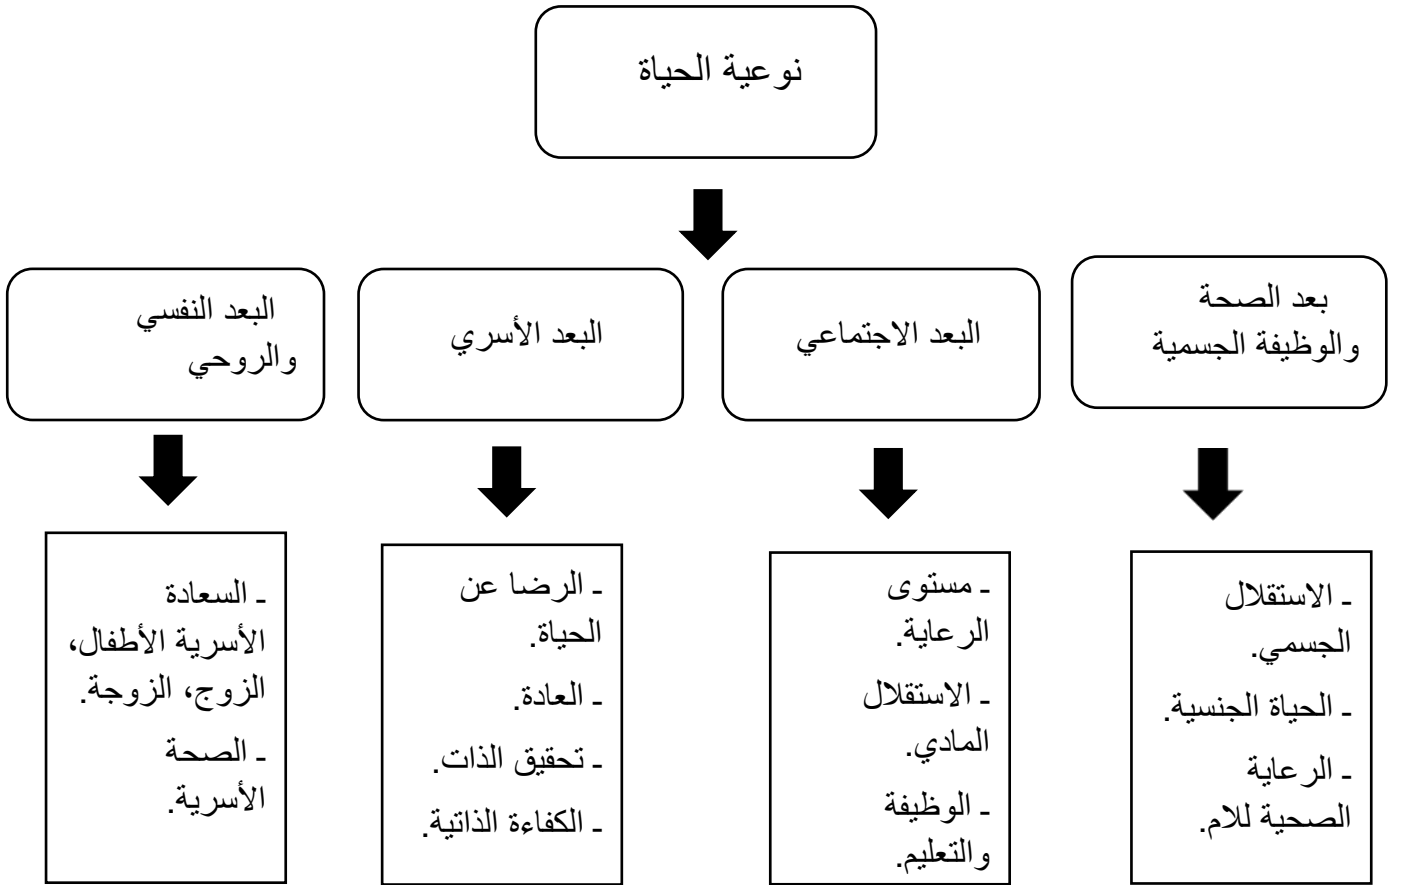 نوعية الحياة
بعد الصحة
والوظيفة الجسمية
البعد الاجتماعي
البعد الأسري
البعد النفسي
والروحي
ـ الاستقلال
الجسمي.
ـ الحياة الجنسية.
ـ الرعاية
الصحية للام.
ـ مستوى
الرعاية.
ـ الاستقلال
المادي.
ـ الوظيفة
والتعليم.
ـ الرضا عن
الحياة.
ـ العادة.
ـ تحقيق الذات.
ـ الكفاءة الذاتية.
ـ السعادة
الأسرية الأطفال،
الزوج، الزوجة.
ـ الصحة
الأسرية.